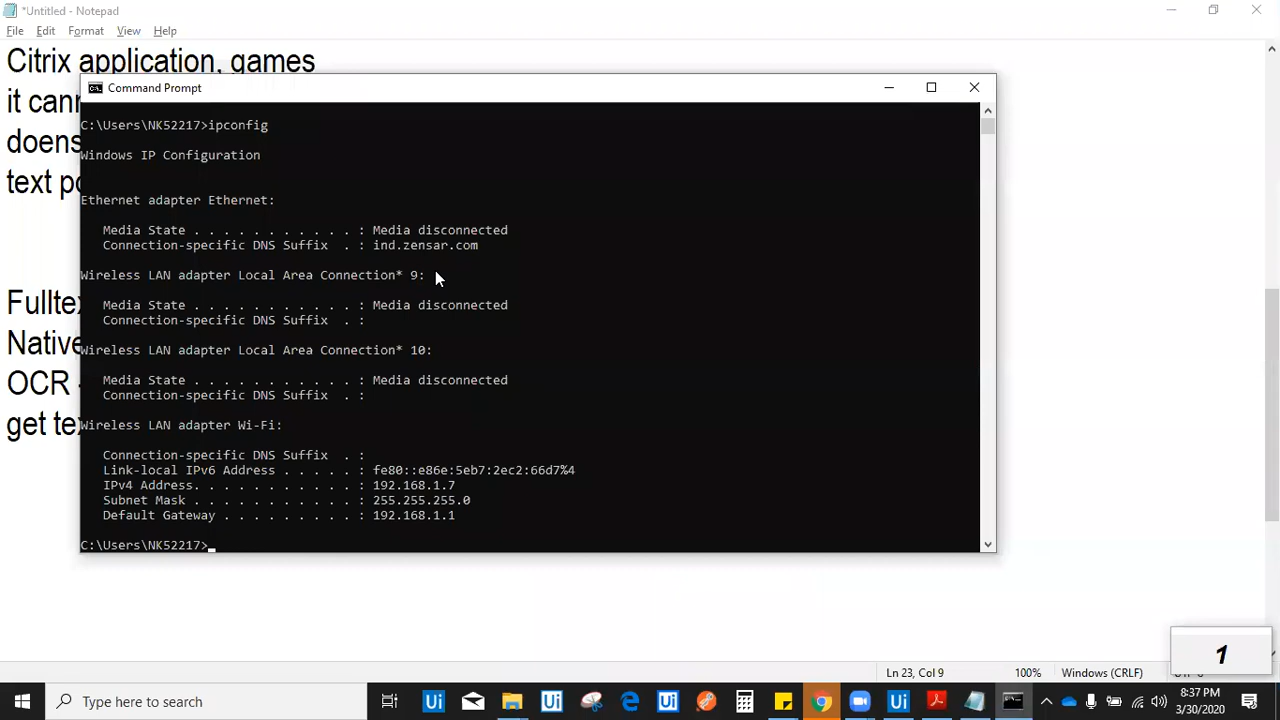 *Untitled - Notepad
File Edit Format View Help
Citrix application, games
it cann
doens
text po
Fullte
Native
OCR -
get tex
Command Prompt
C:\Users\NK52217>ipconfig
Windows IP Configuration
Ethernet adapter Ethernet:
Media State . . . . . . . . . . . : Media disconnected
Connection-specific DNS Suffix . : ind.zensar.com
Wireless LAN adapter Local Area Connection* 9:
Media State . . . . . . . . . . . : Media disconnected
Connection-specific DNS Suffix . :
Wireless LAN adapter Local Area Connection* 10:
Media State . . . . . . . . . . . : Media disconnected
Connection-specific DNS Suffix . :
Wireless LAN adapter Wi-Fi:
Connection-specific DNS Suffix . :
Link-local IPv6 Address . . . . . : fe80::e86e:5eb7:2ec2:66d7%4
IPv4 Address. . . . . . . . . . . : 192.168.1.7
Subnet Mask . . . . . . . . . . . : 255.255.255.0
Default Gateway . . . . . . . . . : 192.168.1.1
C:\Users\NK52217>
1
Ln 23, Col 9 100% Windows (CRLF)
Type here to search
8:37 PM
3/30/2020